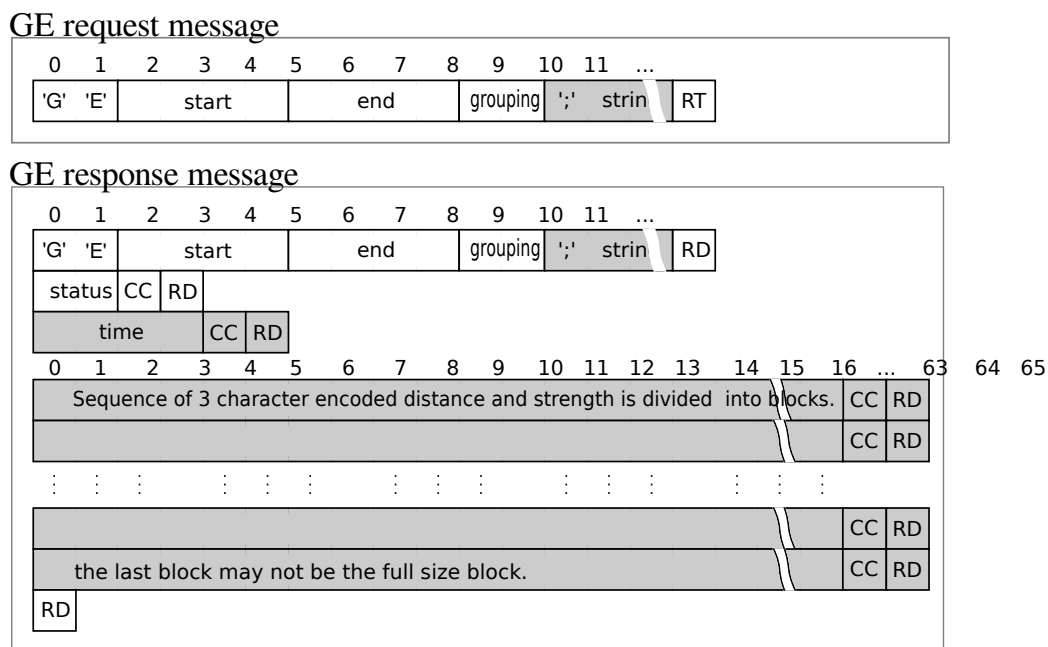 GE request message
0 1 2 3 4 5 6 7 8 9 10 11 ...
'G' 'E' start end grouping ';' strin RT
GE response message
0 1 2 3 4 5 6 7 8 9 10 11 ...
'G' 'E' start end grouping ';' strin RD
status CC RD
time CC RD
0 1 2 3 4 5 6 7 8 9 10 11 12 13 14 15 16 ... 63 64 65
Sequence of 3 character encoded distance and strength is divided into blocks. CC RD
CC RD
CC RD
the last block may not be the full size block. CC RD
RD